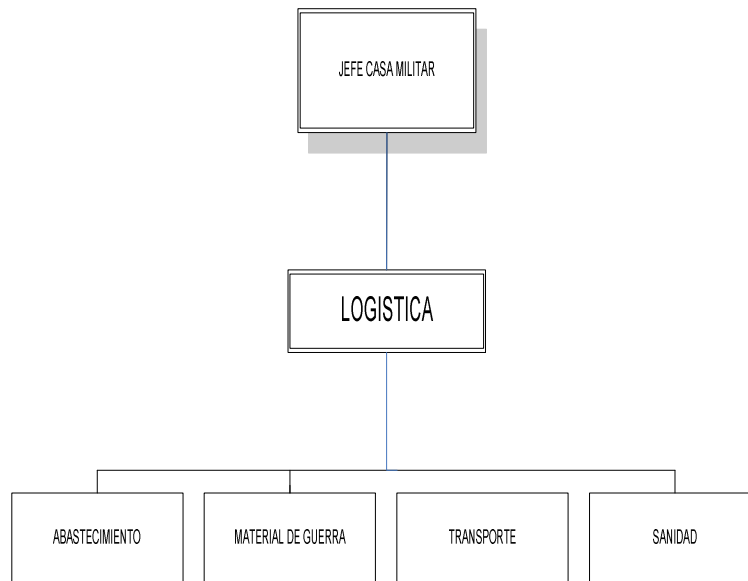 JEFE CASA MILITAR
LOGISTICA
ABASTECIMIENTO
MATERIAL DE GUERRA
TRANSPORTE
SANIDAD